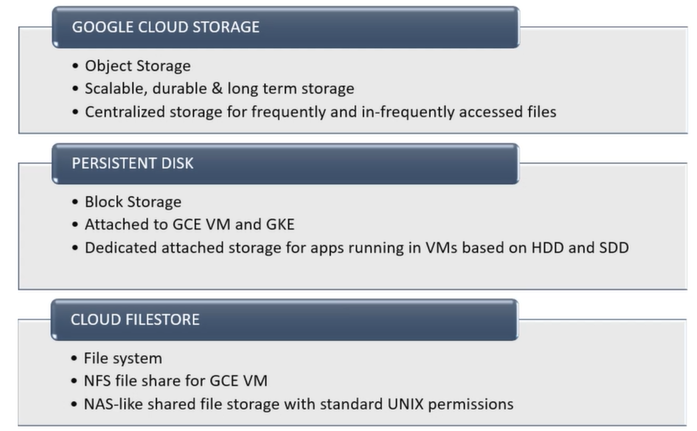 GOOGLE CLOUD STORAGE
• Object Storage
• Scalable, durable & long term storage
• Centralized storage for frequently and in-frequently accessed files
PERSISTENT DISK
• Block Storage
• Attached to GCE VM and GKE
• Dedicated attached storage for apps running in VMs based on HDD and SDD
CLOUD FILESTORE
• File system
• NFS file share for GCE VM
• NAS-like shared file storage with standard UNIX permissions